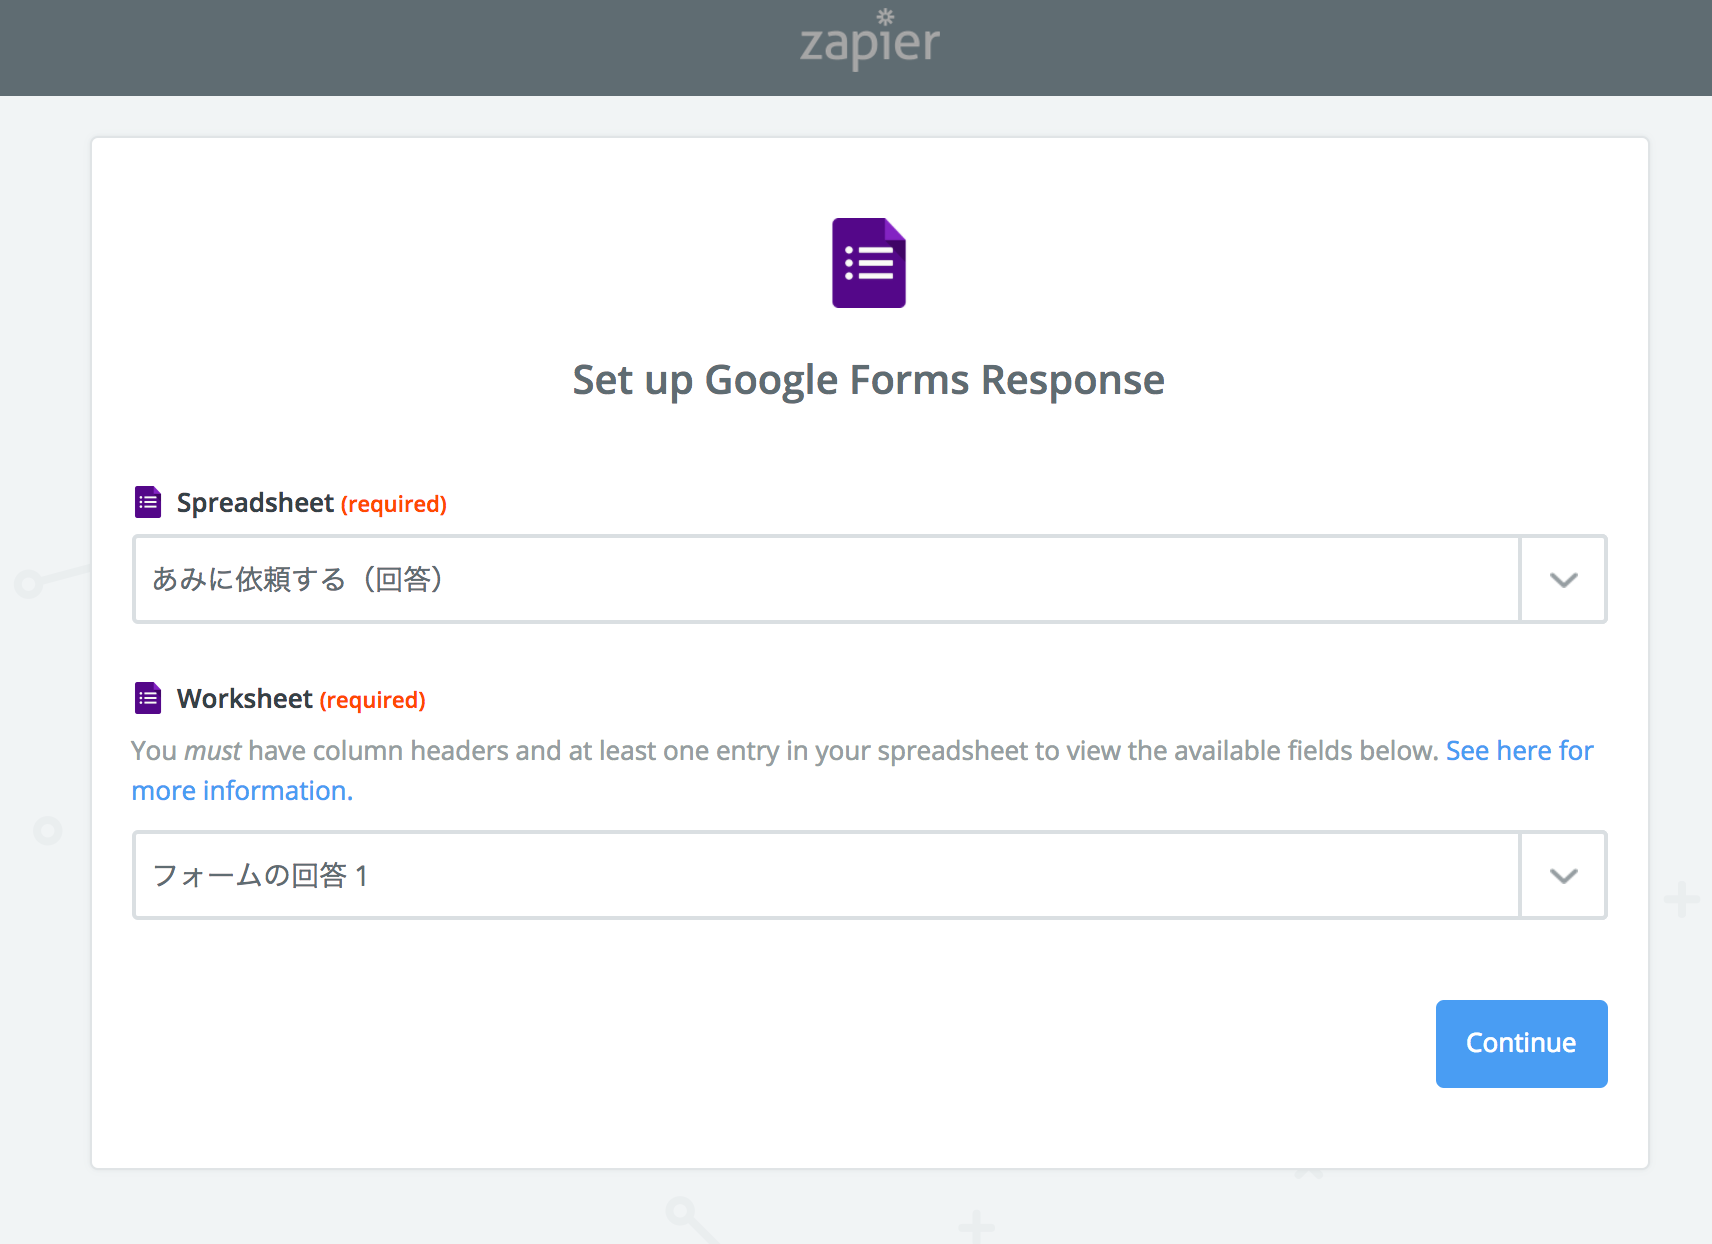 zapier
Set up Google Forms Response
Spreadsheet (required)
あみに依頼する（回答）
Worksheet (required)
You must have column headers and at least one entry in your spreadsheet to view the available fields below. See here for
more information.
フォームの回答 1
Continue